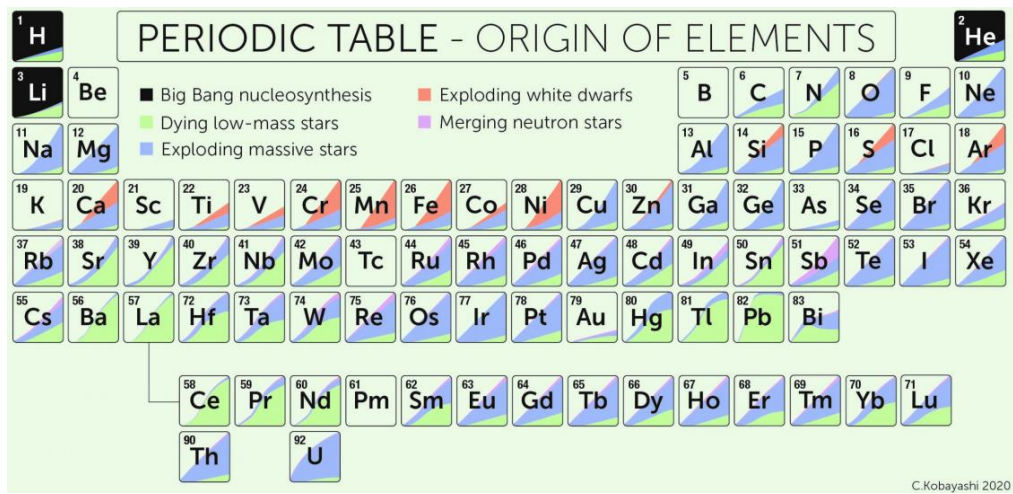 PERIODIC TABLE - ORIGIN OF ELEMENTS
1 H
2 He
3 Li
4 Be
Big Bang nucleosynthesis
Dying low-mass stars
Exploding massive stars
Exploding white dwarfs
Merging neutron stars
5 B
6 C
7 N
8 O
9 F
10 Ne
11 Na
12 Mg
13 Al
14 Si
15 P
16 S
17 Cl
18 Ar
19 K
20 Ca
21 Sc
22 Ti
23 V
24 Cr
25 Mn
26 Fe
27 Co
28 Ni
29 Cu
30 Zn
31 Ga
32 Ge
33 As
34 Se
35 Br
36 Kr
37 Rb
38 Sr
39 Y
40 Zr
41 Nb
42 Mo
43 Tc
44 Ru
45 Rh
46 Pd
47 Ag
48 Cd
49 In
50 Sn
51 Sb
52 Te
53 I
54 Xe
55 Cs
56 Ba
57 La
72 Hf
73 Ta
74 W
75 Re
76 Os
77 Ir
78 Pt
79 Au
80 Hg
81 Tl
82 Pb
83 Bi
58 Ce
59 Pr
60 Nd
61 Pm
62 Sm
63 Eu
64 Gd
65 Tb
66 Dy
67 Ho
68 Er
69 Tm
70 Yb
71 Lu
90 Th
92 U
C.Kobayashi 2020